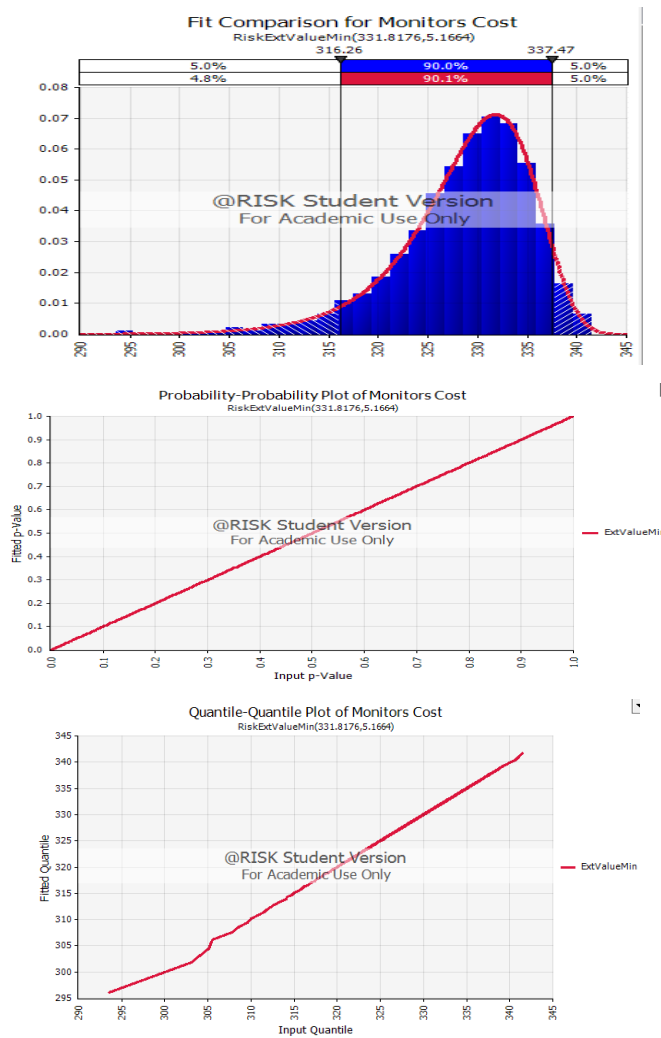 Fit Comparison for Monitors Cost
RiskExtValueMin(331.8176,5.1664)
316.26 337.47
5.0% 90.0% 5.0%
4.8% 90.1% 5.0%
0.08
0.07
0.06
0.05
0.04
0.03
0.02
0.01
0.00
@RISK Student Version
For Academic Use Only
290 295 300 305 310 315 320 325 330 335 340 345
Probability-Probability Plot of Monitors Cost
RiskExtValueMin(331.8176,5.1664)
1.0
0.9
0.8
0.7
0.6
0.5
0.4
0.3
0.2
0.1
0.0
Fitted p-Value
@RISK Student Version
For Academic Use Only
ExtValueMin
0.0 0.1 0.2 0.3 0.4 0.5 0.6 0.7 0.8 0.9 1.0
Input p-Value
Quantile-Quantile Plot of Monitors Cost
RiskExtValueMin(331.8176,5.1664)
345
340
335
330
325
320
315
310
305
300
295
Fitted Quantile
@RISK Student Version
For Academic Use Only
ExtValueMin
290 295 300 305 310 315 320 325 330 335 340 345
Input Quantile